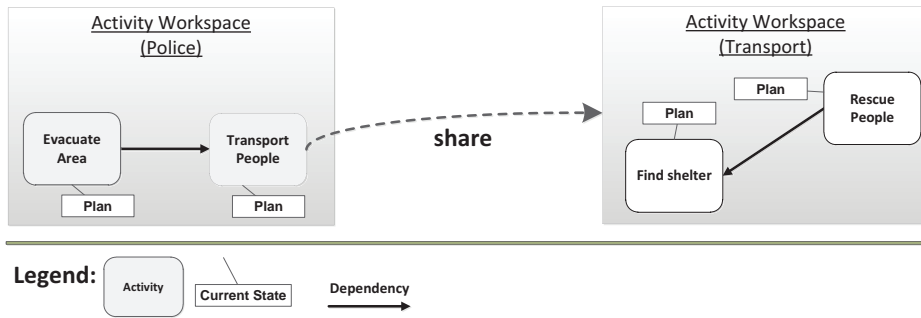 Activity Workspace
(Police)
Evacuate
Area
Transport
People
Plan
Plan
share
Activity Workspace
(Transport)
Plan
Plan
Rescue
People
Find shelter
Legend:
Activity
Current State
Dependency